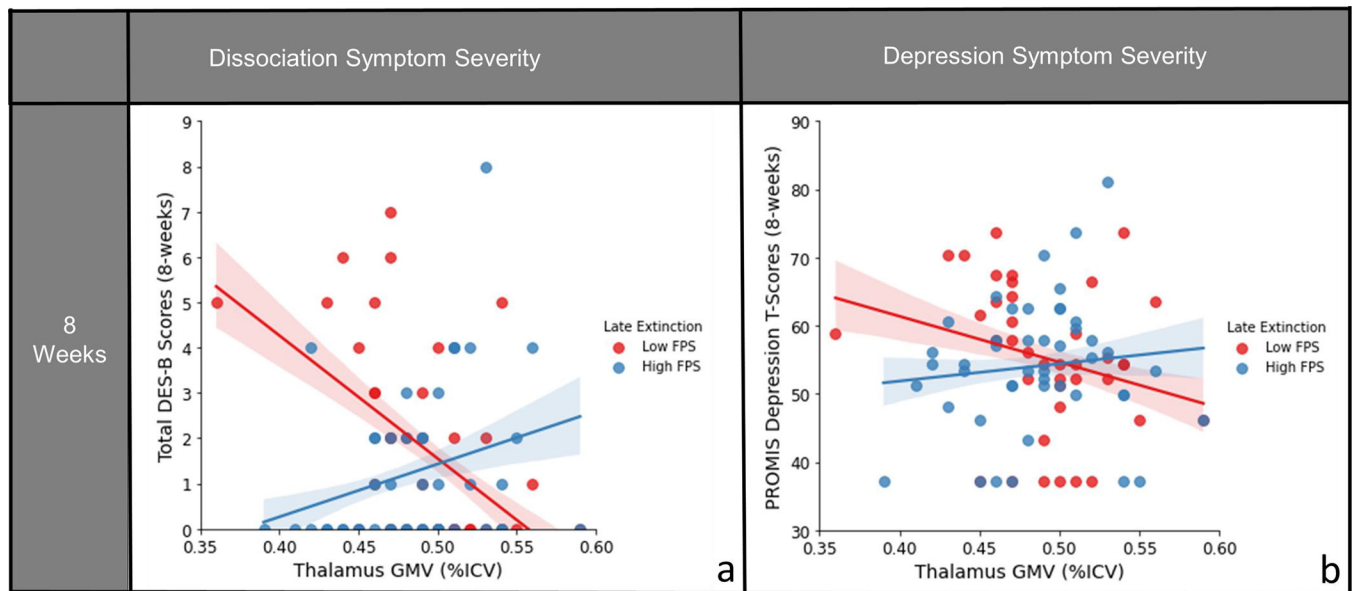 Dissociation Symptom Severity
Depression Symptom Severity
8
Weeks
Total DES-B Scores (8-weeks)
9
8
7
6
5
4
3
2
1
0
0.35 0.40 0.45 0.50 0.55 0.60
Thalamus GMV (%ICV)
Late Extinction
Low FPS
High FPS
a
PROMIS Depression T-Scores (8-weeks)
90
80
70
60
50
40
30
0.35 0.40 0.45 0.50 0.55 0.60
Thalamus GMV (%ICV)
Late Extinction
Low FPS
High FPS
b